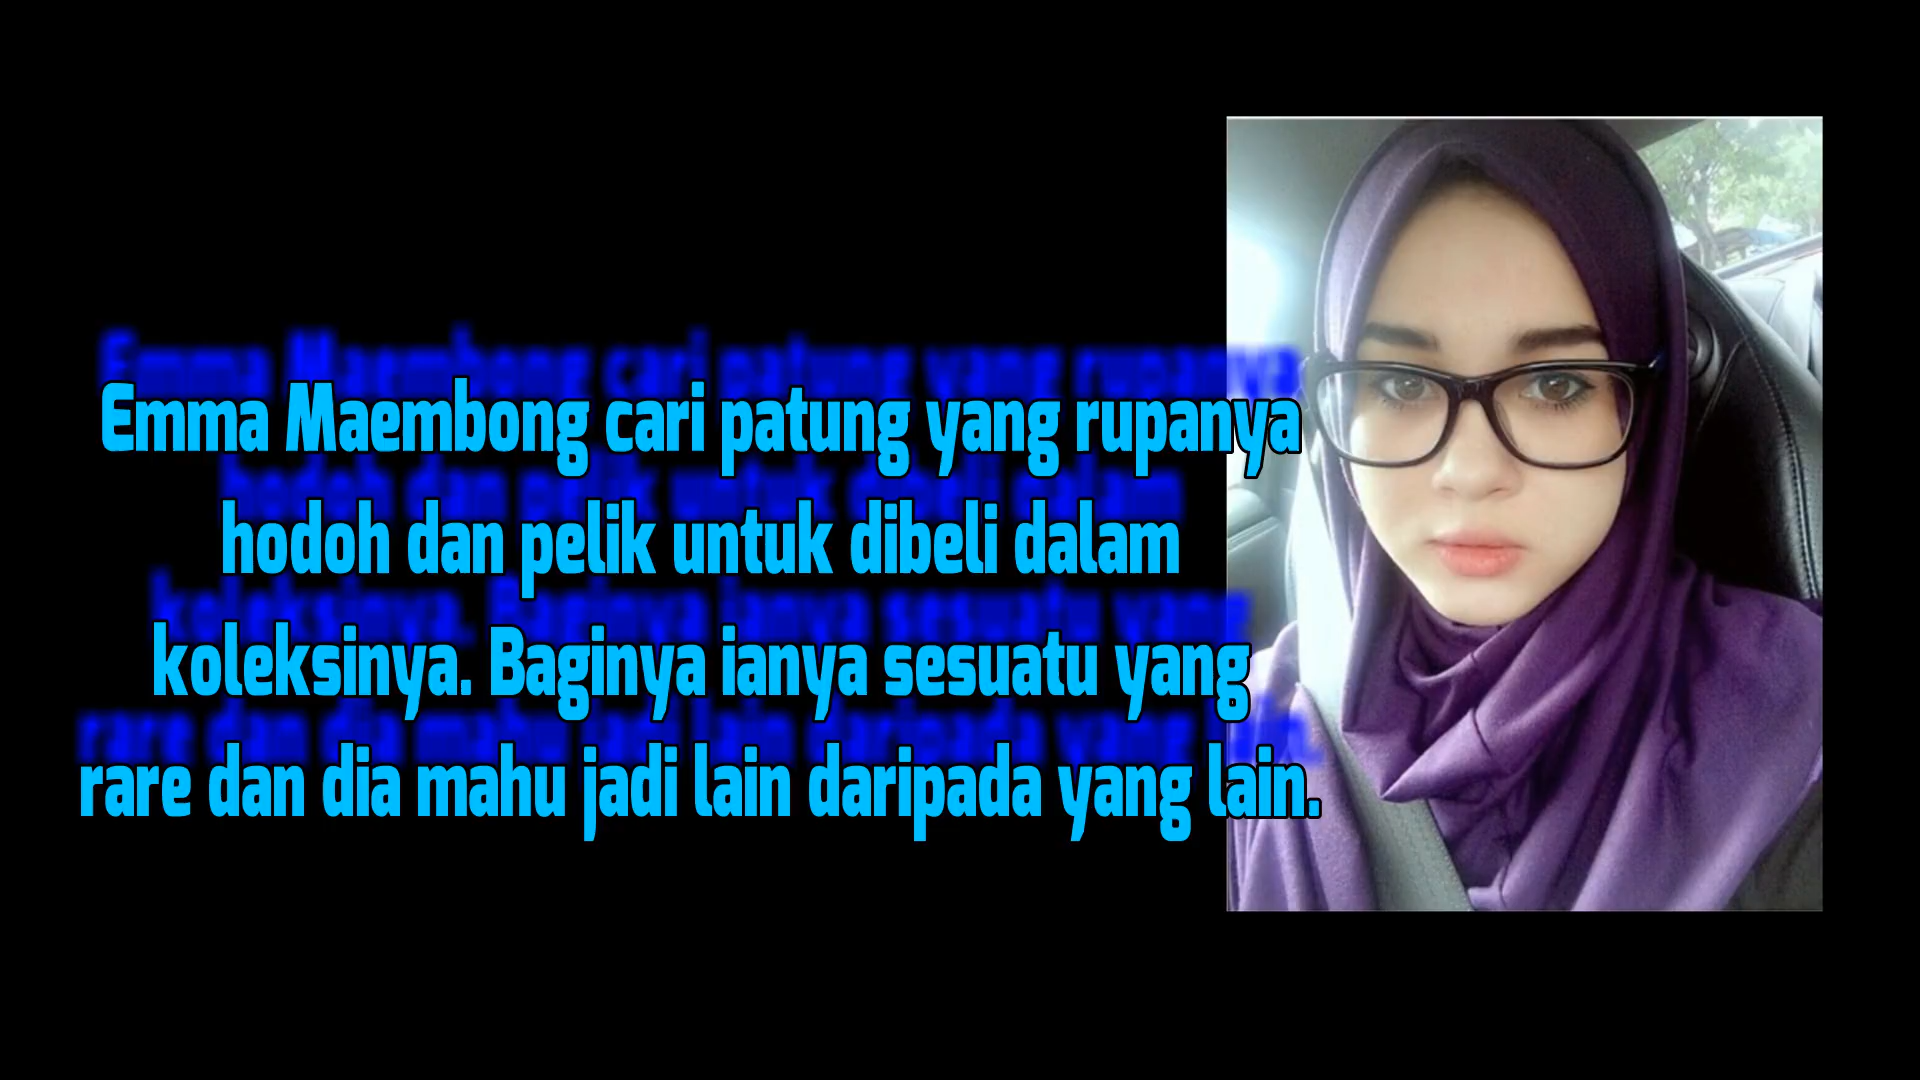 Emma Maembong cari patung yang rupanya
hodoh dan pelik untuk dibeli dalam
koleksinya. Baginya ianya sesuatu yang
rare dan dia mahu jadi lain daripada yang lain.